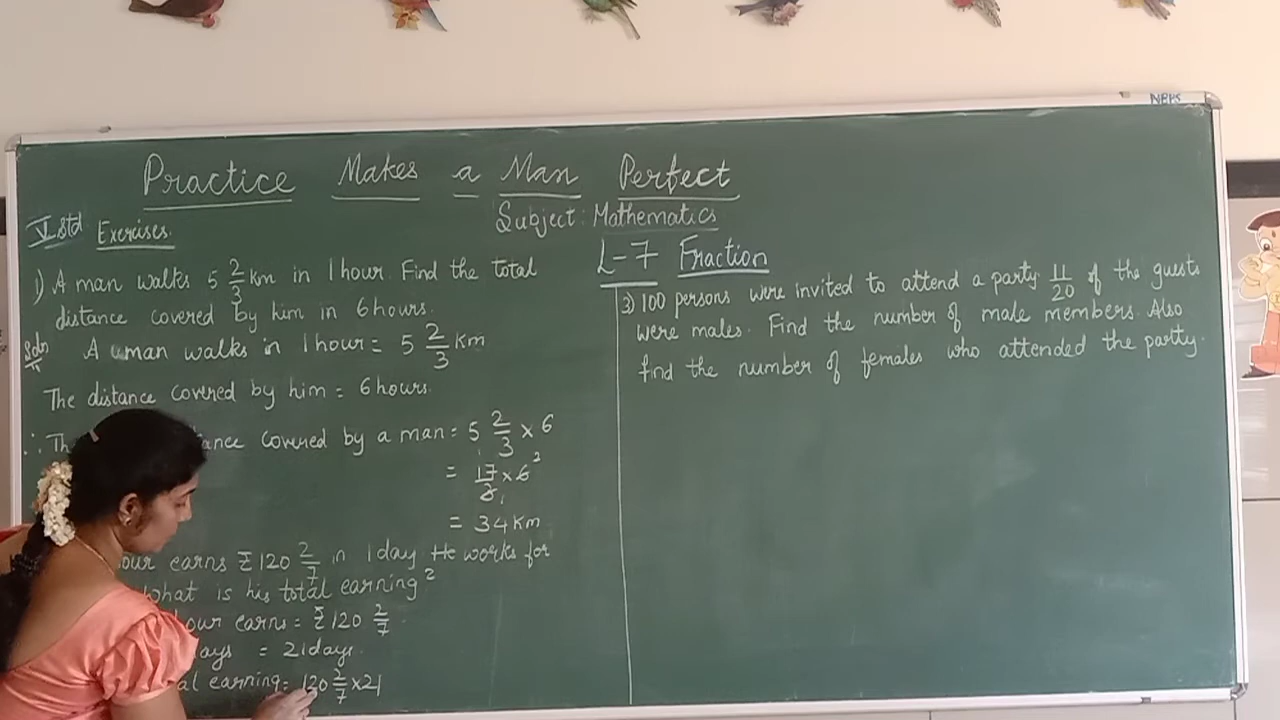 NBPS
Practice Makes a Man Perfect
Subject: Mathematics
V Std Exercises.
L-7 Fraction
1) A man walks 5 2/3 km in 1 hour. Find the total
distance covered by him in 6 hours.
Soln A man walks in 1 hour = 5 2/3 km
The distance covered by him = 6 hours.
∴ Th ance covered by a man = 5 2/3 × 6
= 17/3 × 6 2
1
= 34 km
our earns ₹ 120 2/7 in 1 day He works for
What is his total earning?
our earns = ₹ 120 2/7
ays = 21 days
al earning = 120 2/7 × 21
3) 100 persons were invited to attend a party 11/20 of the guests
were males. Find the number of male members. Also
find the number of females who attended the party.